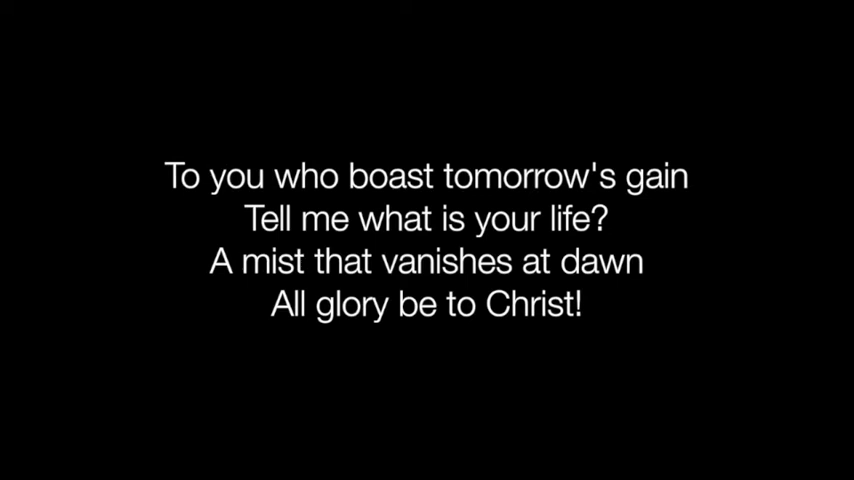 To you who boast tomorrow's gain
Tell me what is your life?
A mist that vanishes at dawn
All glory be to Christ!